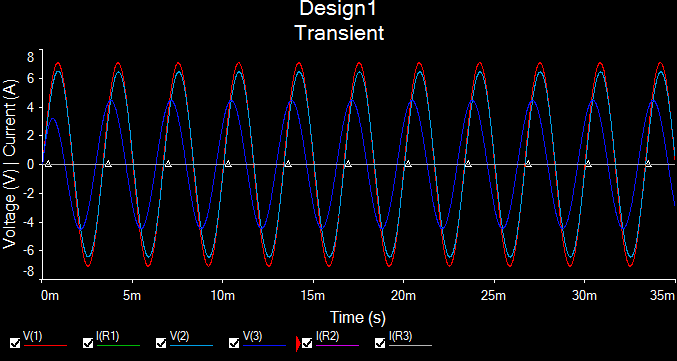 Design1
Transient
Voltage (V) | Current (A)
8
6
4
2
0
-2
-4
-6
-8
0m 5m 10m 15m 20m 25m 30m 35m
Time (s)
V(1) I(R1) V(2) V(3) I(R2) I(R3)